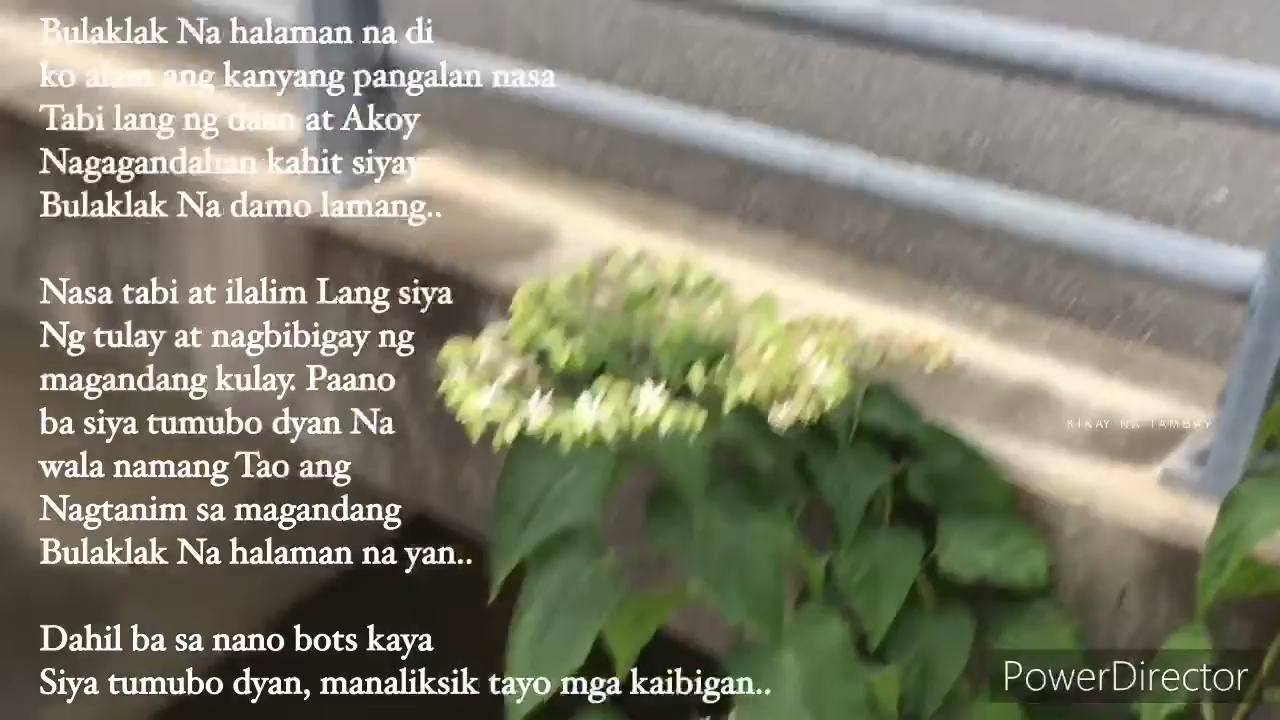 Bulaklak Na halaman na di
ko alam ang kanyang pangalan nasa
Tabi lang ng daan at Akoy
Nagagandahan kahit siyay
Bulaklak Na damo lamang..
Nasa tabi at ilalim Lang siya
Ng tulay at nagbibigay ng
magandang kulay. Paano
ba siya tumubo dyan Na
wala namang Tao ang
Nagtanim sa magandang
Bulaklak Na halaman na yan..
Dahil ba sa nano bots kaya
Siya tumubo dyan, manaliksik tayo mga kaibigan..
KIKAY NA TAMBAY
PowerDirector